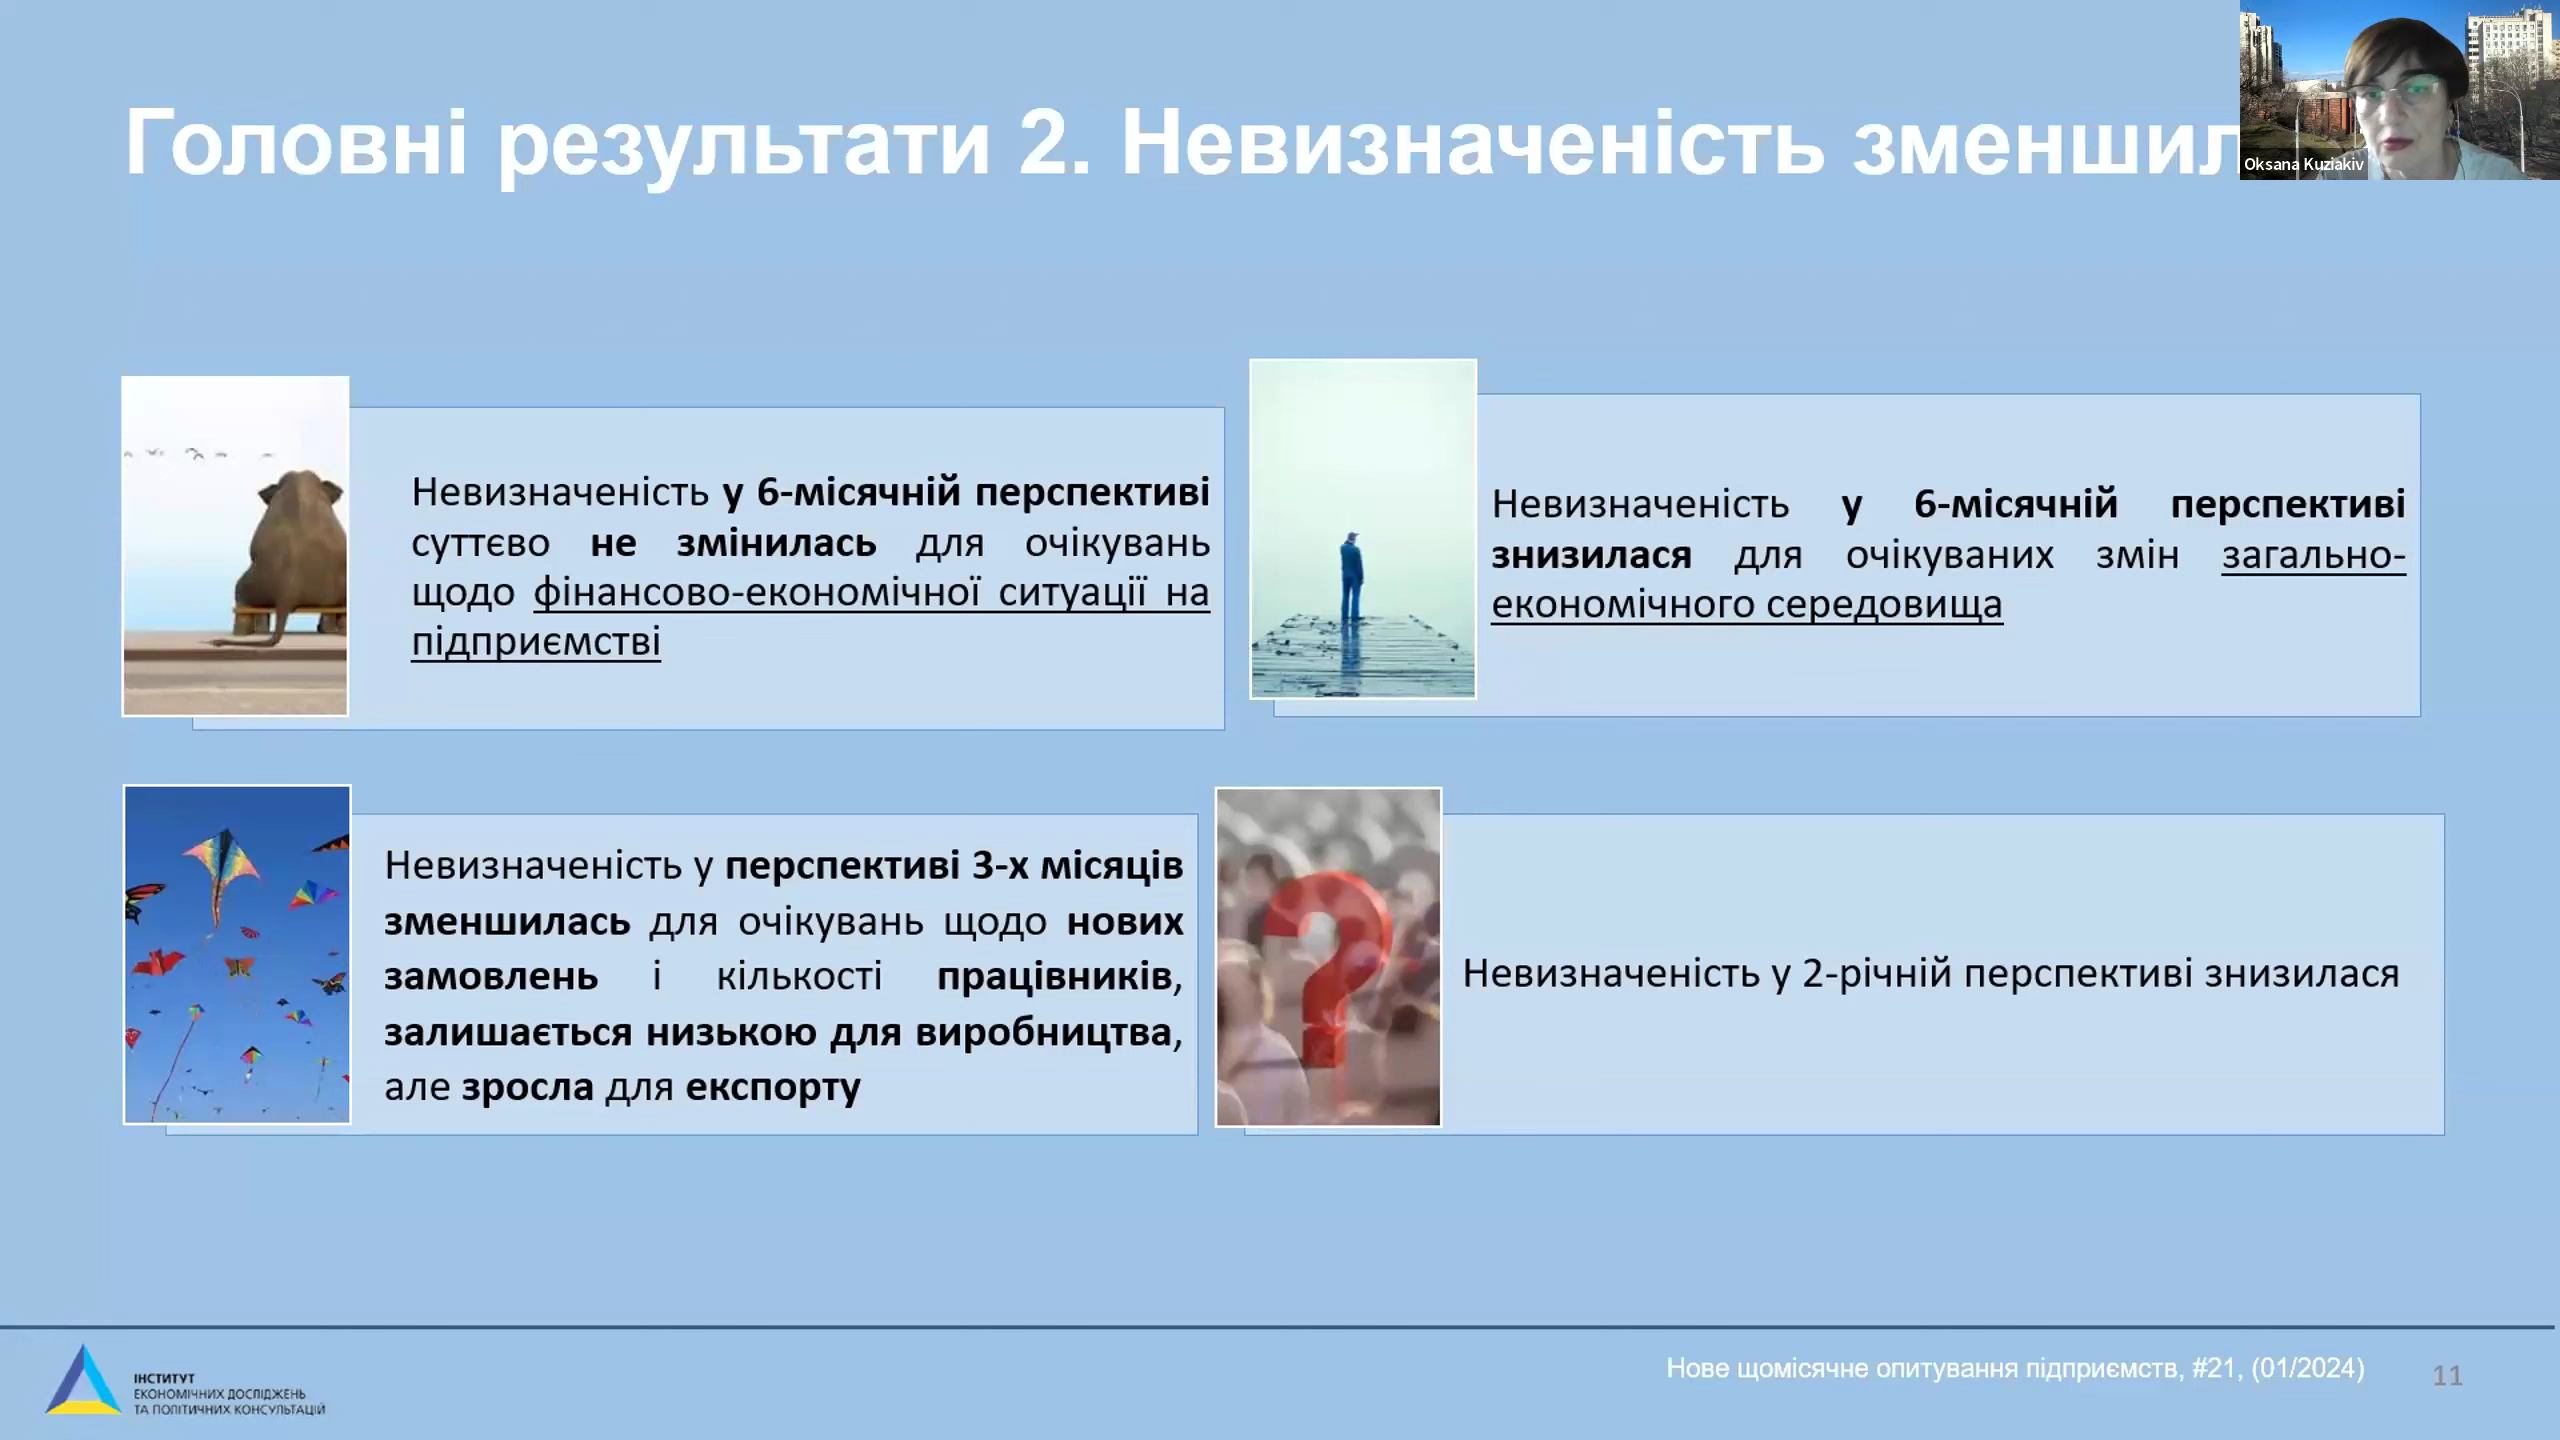 Головні результати 2. Невизначеність
Oksana Kuziakiv
Невизначеність у 6-місячній перспективі
суттєво не змінилась для очікувань
щодо фінансово-економічної ситуації на
підприємстві
Невизначеність у 6-місячній перспективі
знизилася для очікуваних змін загально-
економічного середовища
Невизначеність у перспективі 3-х місяців
зменшилась для очікувань щодо нових
замовлень і кількості працівників,
залишається низькою для виробництва,
але зросла для експорту
Невизначеність у 2-річній перспективі знизилася
ІНСТИТУТ
ЕКОНОМІЧНИХ ДОСЛІДЖЕНЬ
ТА ПОЛІТИЧНИХ КОНСУЛЬТАЦІЙ
Нове щомісячне опитування підприємств, #21, (01/2024)
11